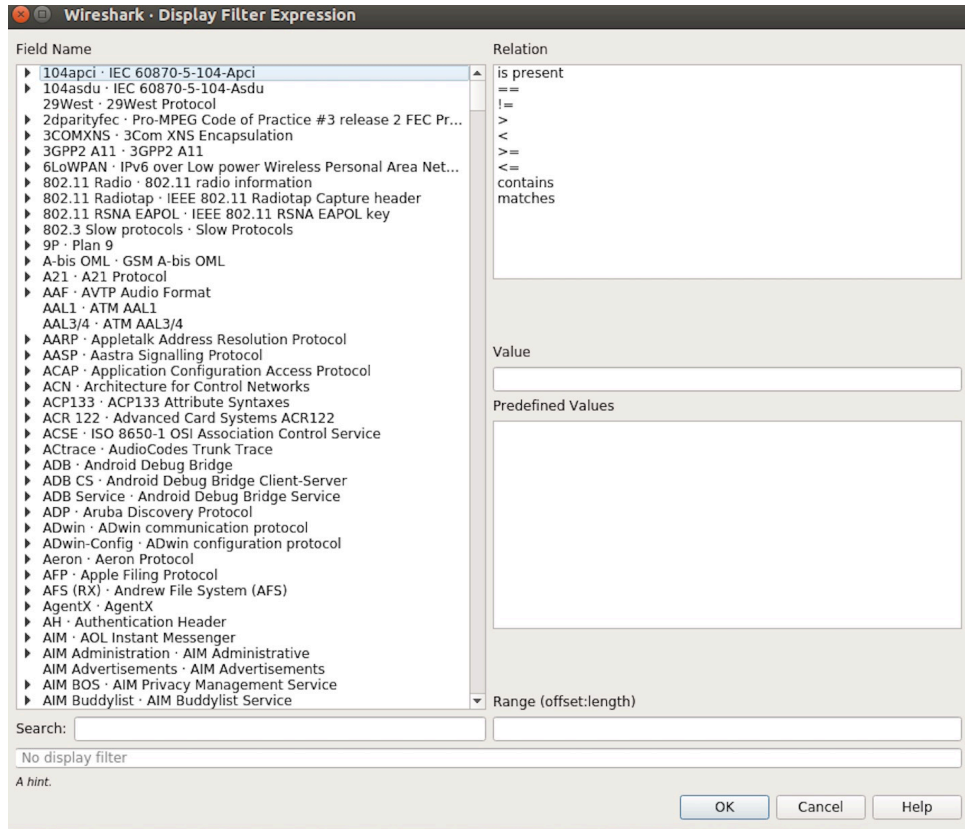 Wireshark · Display Filter Expression
Field Name
104apci · IEC 60870-5-104-Apci
104asdu · IEC 60870-5-104-Asdu
29West · 29West Protocol
2dparityfec · Pro-MPEG Code of Practice #3 release 2 FEC Pr...
3COMXNS · 3Com XNS Encapsulation
3GPP2 A11 · 3GPP2 A11
6LoWPAN · IPv6 over Low power Wireless Personal Area Net...
802.11 Radio · 802.11 radio information
802.11 Radiotap · IEEE 802.11 Radiotap Capture header
802.11 RSNA EAPOL · IEEE 802.11 RSNA EAPOL key
802.3 Slow protocols · Slow Protocols
9P · Plan 9
A-bis OML · GSM A-bis OML
A21 · A21 Protocol
AAF · AVTP Audio Format
AAL1 · ATM AAL1
AAL3/4 · ATM AAL3/4
AARP · Appletalk Address Resolution Protocol
AASP · Aastra Signalling Protocol
ACAP · Application Configuration Access Protocol
ACN · Architecture for Control Networks
ACP133 · ACP133 Attribute Syntaxes
ACR 122 · Advanced Card Systems ACR122
ACSE · ISO 8650-1 OSI Association Control Service
ACtrace · AudioCodes Trunk Trace
ADB · Android Debug Bridge
ADB CS · Android Debug Bridge Client-Server
ADB Service · Android Debug Bridge Service
ADP · Aruba Discovery Protocol
ADwin · ADwin communication protocol
ADwin-Config · ADwin configuration protocol
Aeron · Aeron Protocol
AFP · Apple Filing Protocol
AFS (RX) · Andrew File System (AFS)
AgentX · AgentX
AH · Authentication Header
AIM · AOL Instant Messenger
AIM Administration · AIM Administrative
AIM Advertisements · AIM Advertisements
AIM BOS · AIM Privacy Management Service
AIM Buddylist · AIM Buddylist Service
Search:
No display filter
A hint.
Relation
is present
==
!=
>
<
>=
<=
contains
matches
Value
Predefined Values
Range (offset:length)
OK
Cancel
Help